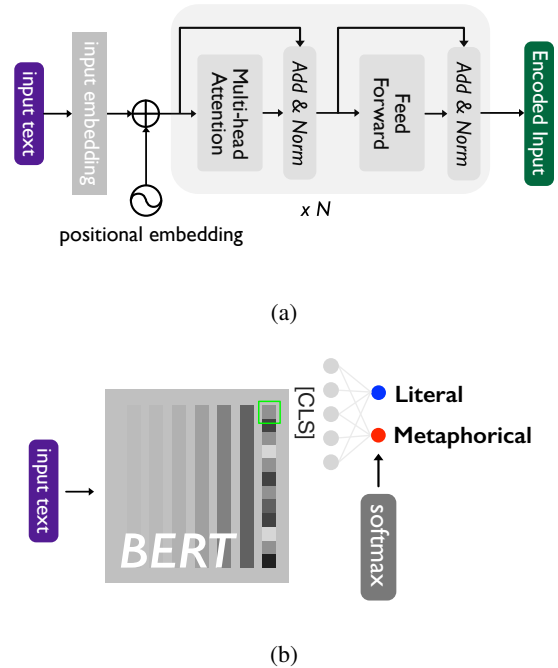 input text
input embedding
positional embedding
Multi-head
Attention
Add & Norm
Feed
Forward
Add & Norm
x N
Encoded Input
(a)
input text
BERT
[CLS]
Literal
Metaphorical
softmax
(b)